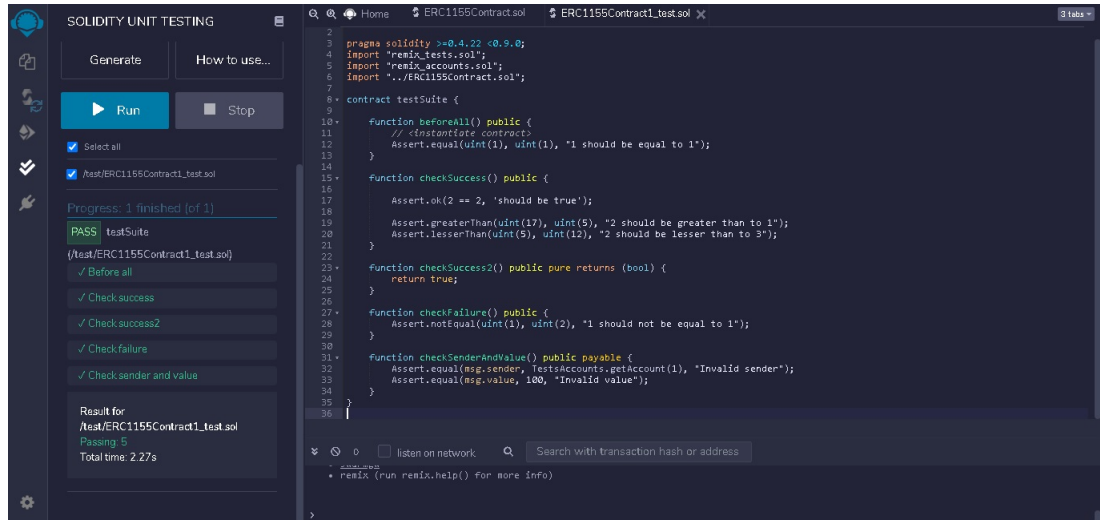 SOLIDITY UNIT TESTING
Generate
How to use...
Run
Stop
Select all
/test/ERC1155Contract1_test.sol
Progress: 1 finished (of 1)
PASS testSuite
(/test/ERC1155Contract1_test.sol)
✓ Before all
✓ Check success
✓ Check success2
✓ Check failure
✓ Check sender and value
Result for
/test/ERC1155Contract1_test.sol
Passing: 5
Total time: 2.27s
Home
ERC1155Contract.sol
ERC1155Contract1_test.sol
3 tabs
2
3 pragma solidity >=0.4.22 <0.9.0;
4 import "remix_tests.sol";
5 import "remix_accounts.sol";
6 import "../ERC1155Contract.sol";
7
8 contract testSuite {
9
10 function beforeAll() public {
11 // <instantiate contract>
12 Assert.equal(uint(1), uint(1), "1 should be equal to 1");
13 }
14
15 function checkSuccess() public {
16
17 Assert.ok(2 == 2, 'should be true');
18
19 Assert.greaterThan(uint(17), uint(5), "2 should be greater than to 1");
20 Assert.lesserThan(uint(5), uint(12), "2 should be lesser than to 3");
21 }
22
23 function checkSuccess2() public pure returns (bool) {
24 return true;
25 }
26
27 function checkFailure() public {
28 Assert.notEqual(uint(1), uint(2), "1 should not be equal to 1");
29 }
30
31 function checkSenderAndValue() public payable {
32 Assert.equal(msg.sender, TestsAccounts.getAccount(1), "Invalid sender");
33 Assert.equal(msg.value, 100, "Invalid value");
34 }
35 }
36
0
listen on network
Search with transaction hash or address
remix (run remix.help() for more info)
>